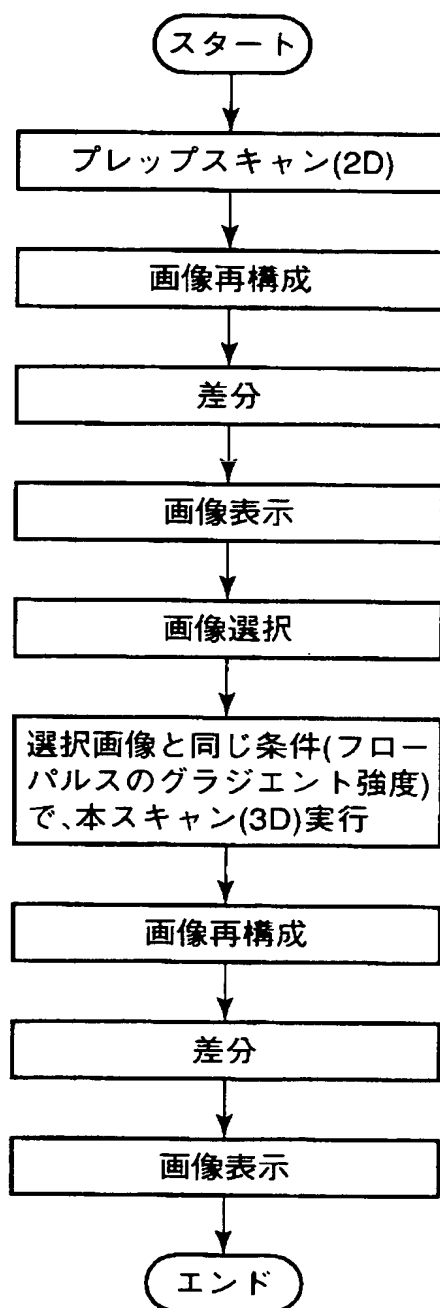 スタート
プレップスキャン(2D)
画像再構成
差分
画像表示
画像選択
選択画像と同じ条件(フロー
パルスのグラジエント強度)
で、本スキャン(3D)実行
画像再構成
差分
画像表示
エンド